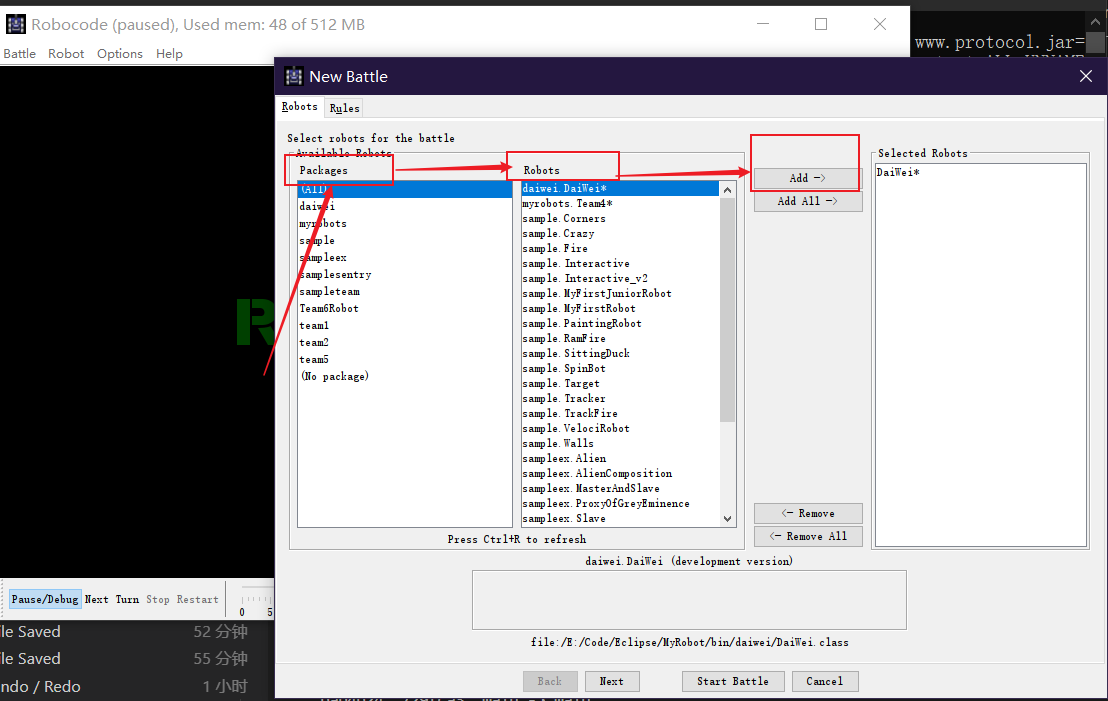 Robocode (paused), Used mem: 48 of 512 MB
Battle Robot Options Help
www.protocol.jar=
New Battle
Robots Rules
Select robots for the battle
Available Robots
Packages
(All)
daiwei
myrobots
sample
sampleex
samplesentry
sampleteam
Team6Robot
team1
team2
team5
(No package)
Robots
daiwei.DaiWei*
myrobots.Team4*
sample.Corners
sample.Crazy
sample.Fire
sample.Interactive
sample.Interactive_v2
sample.MyFirstJuniorRobot
sample.MyFirstRobot
sample.PaintingRobot
sample.RamFire
sample.SittingDuck
sample.SpinBot
sample.Target
sample.Tracker
sample.TrackFire
sample.VelociRobot
sample.Walls
sampleex.Alien
sampleex.AlienComposition
sampleex.MasterAndSlave
sampleex.ProxyOfGreyEminence
sampleex.Slave
Add ->
Add All ->
<- Remove
<- Remove All
Selected Robots
DaiWei*
Press Ctrl+R to refresh
daiwei.DaiWei (development version)
file:/E:/Code/Eclipse/MyRobot/bin/daiwei/DaiWei.class
Back Next Start Battle Cancel
R
Pause/Debug Next Turn Stop Restart
0 5
le Saved 52 分钟
le Saved 55 分钟
ndo / Redo 1 小时